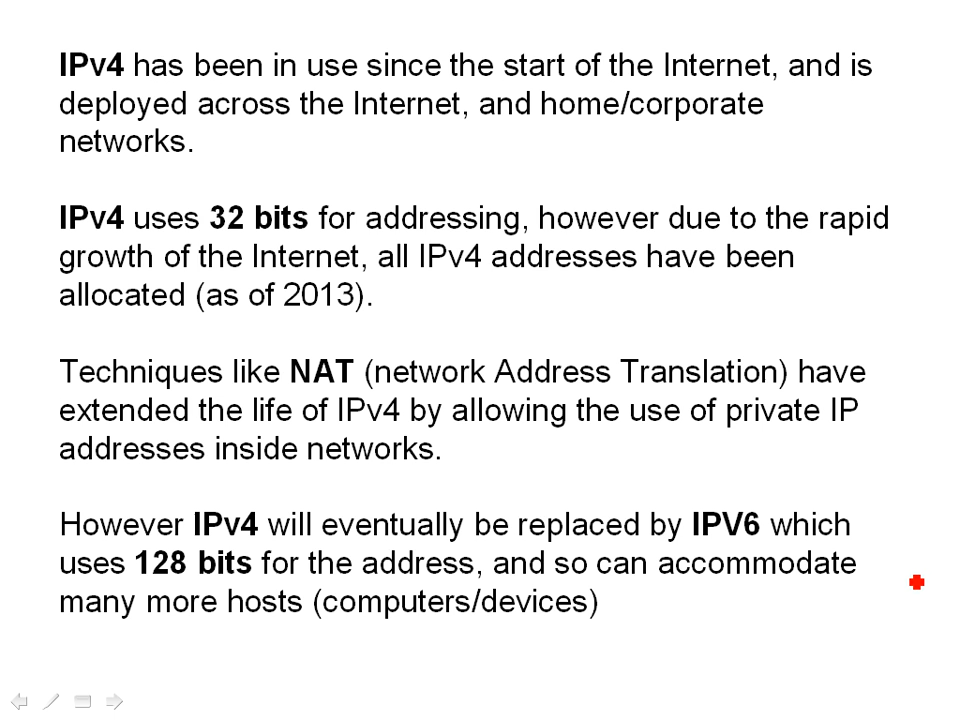 IPv4 has been in use since the start of the Internet, and is
deployed across the Internet, and home/corporate
networks.
IPv4 uses 32 bits for addressing, however due to the rapid
growth of the Internet, all IPv4 addresses have been
allocated (as of 2013).
Techniques like NAT (network Address Translation) have
extended the life of IPv4 by allowing the use of private IP
addresses inside networks.
However IPv4 will eventually be replaced by IPV6 which
uses 128 bits for the address, and so can accommodate
many more hosts (computers/devices)